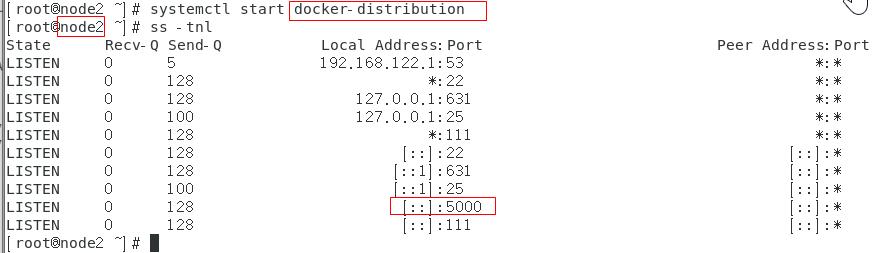 [root@node2 ~]# systemctl start docker-distribution
[root@node2 ~]# ss -tnl
State Recv-Q Send-Q Local Address:Port Peer Address:Port
LISTEN 0 5 192.168.122.1:53 *:*
LISTEN 0 128 *:22 *:*
LISTEN 0 128 127.0.0.1:631 *:*
LISTEN 0 100 127.0.0.1:25 *:*
LISTEN 0 128 *:111 *:*
LISTEN 0 128 [::]:22 [::]:*
LISTEN 0 128 [::1]:631 [::]:*
LISTEN 0 100 [::1]:25 [::]:*
LISTEN 0 128 [::]:5000 [::]:*
LISTEN 0 128 [::]:111 [::]:*
[root@node2 ~]#